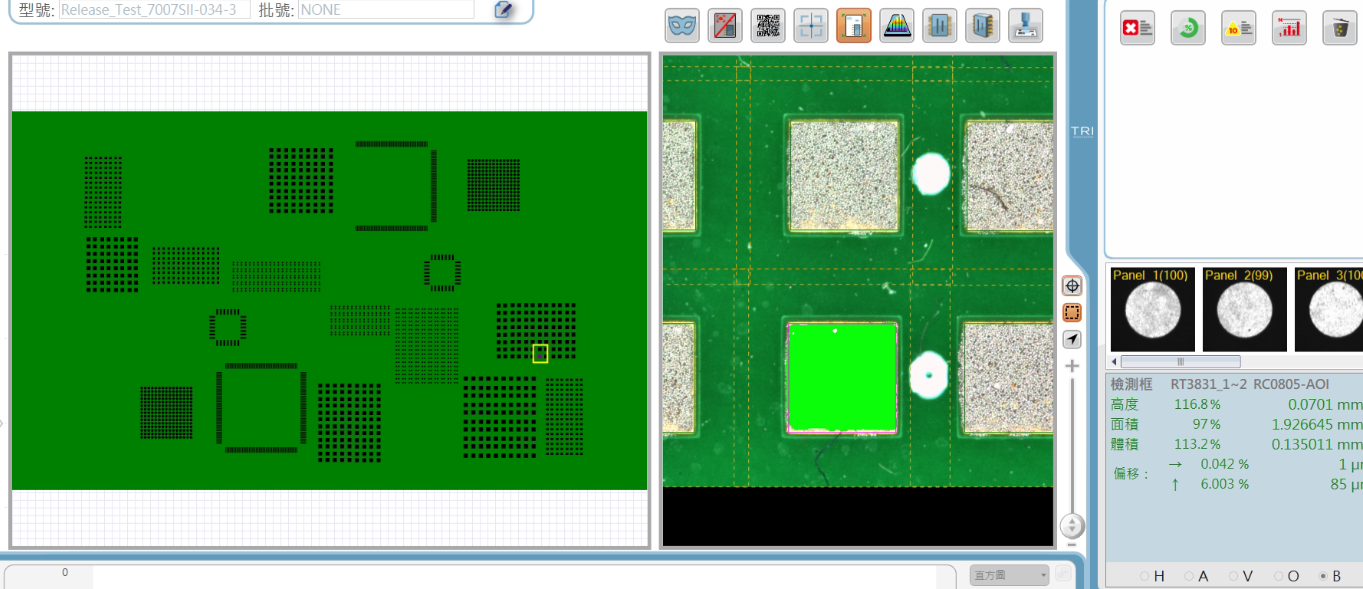 型號: Release_Test_7007SII-034-3 批號: NONE
%
10
TRI
Panel 1(100) Panel 2(99) Panel 3(100
檢測框 RT3831_1~2 RC0805-AOI
高度 116.8% 0.0701 mm
面積 97% 1.926645 mm
體積 113.2% 0.135011 mm
偏移: → 0.042 % 1 μm
↑ 6.003 % 85 μm
H A V O B
0
直方圖